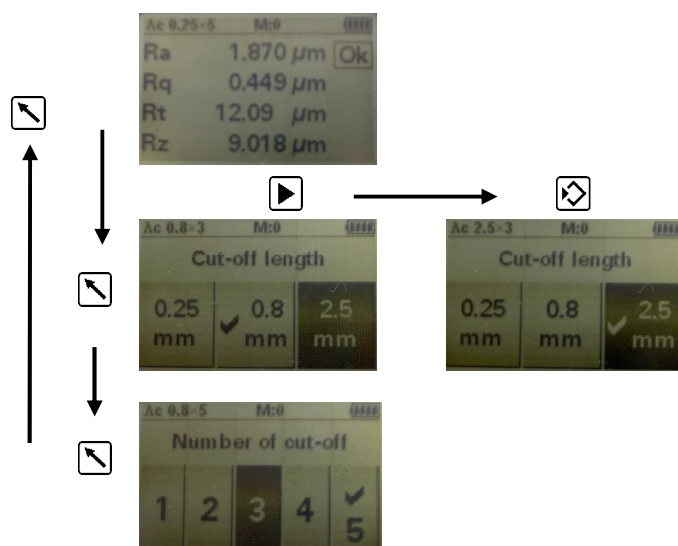 λc 0.25×5 M:0
Ra 1.870 µm Ok
Rq 0.449 µm
Rt 12.09 µm
Rz 9.018 µm
λc 0.8×3 M:0
Cut-off length
0.25 mm 0.8 mm 2.5 mm
λc 2.5×3 M:0
Cut-off length
0.25 mm 0.8 mm 2.5 mm
λc 0.8×5 M:0
Number of cut-off
1 2 3 4 5